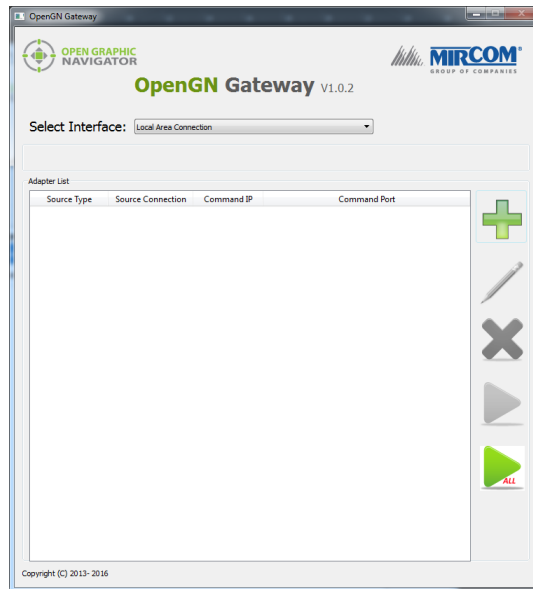 OpenGN Gateway
OPEN GRAPHIC
NAVIGATOR
MIRCOM®
GROUP OF COMPANIES
OpenGN Gateway V1.0.2
Select Interface: Local Area Connection
Adapter List
Source Type Source Connection Command IP Command Port
ALL
Copyright (C) 2013- 2016